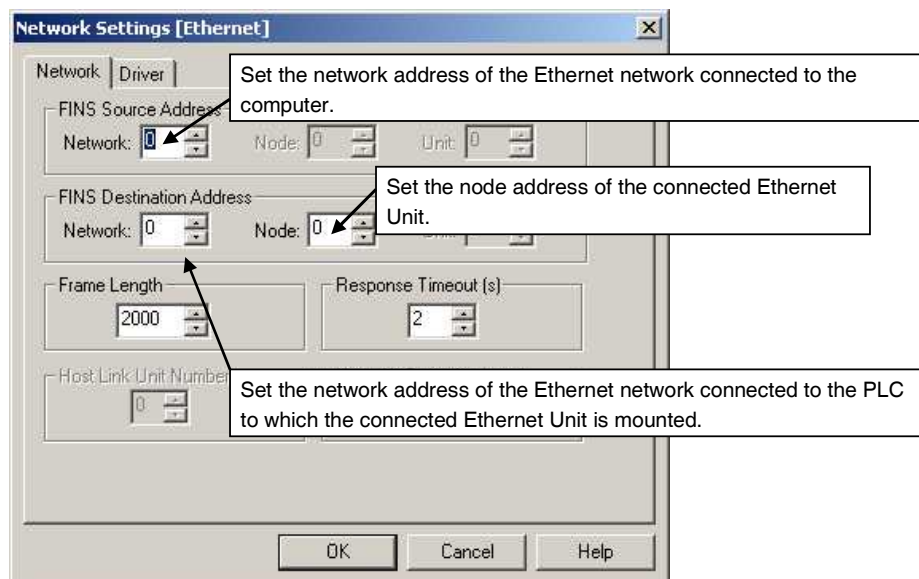 Network Settings [Ethernet]
Network Driver
Set the network address of the Ethernet network connected to the
computer.
FINS Source Address
Network: 0 Node: 0 Unit: 0
Set the node address of the connected Ethernet
Unit.
FINS Destination Address
Network: 0 Node: 0
Frame Length
Response Timeout (s)
2000
2
Host Link Unit Number
0
Set the network address of the Ethernet network connected to the PLC
to which the connected Ethernet Unit is mounted.
OK Cancel Help